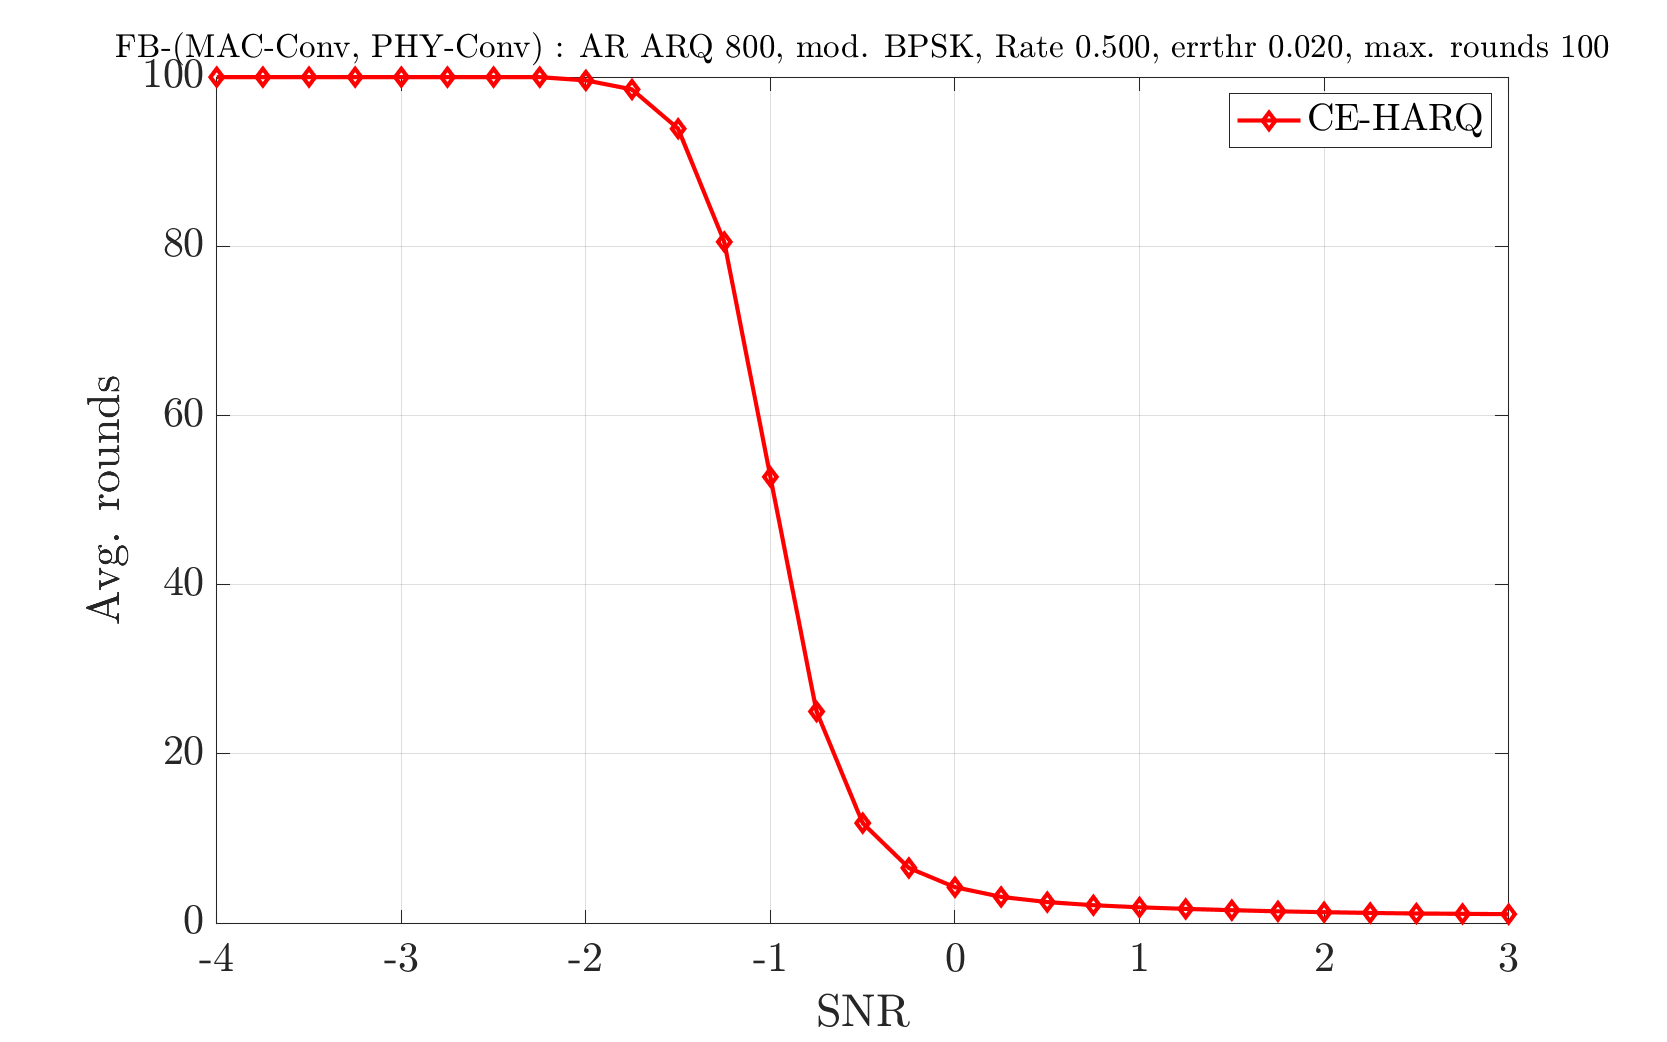 FB-(MAC-Conv, PHY-Conv) : AR ARQ 800, mod. BPSK, Rate 0.500, errthr 0.020, max. rounds 100
CE-HARQ
100
80
60
40
20
0
Avg. rounds
-4 -3 -2 -1 0 1 2 3
SNR